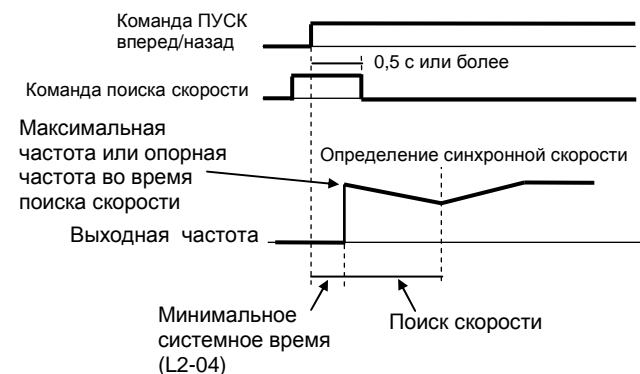 Команда ПУСК
вперед/назад
0,5 с или более
Команда поиска скорости
Максимальная
частота или опорная
частота во время
поиска скорости
Определение синхронной скорости
Выходная частота
Минимальное
системное время
(L2-04)
Поиск скорости